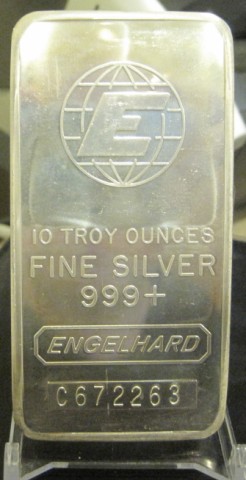 E
10 TROY OUNCES
FINE SILVER
999+
ENGELHARD
C672263